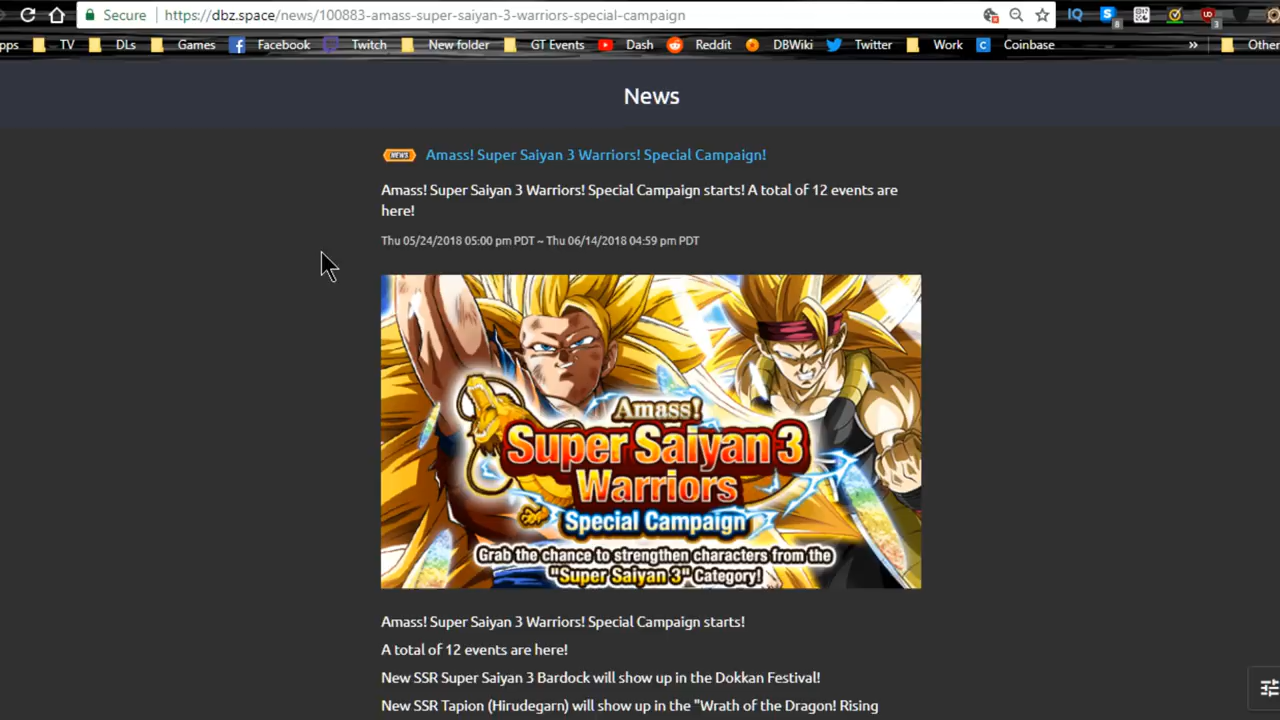 Secure
https://dbz.space/news/100883-amass-super-saiyan-3-warriors-special-campaign
IQ
8
UD
3
pps
TV
DLs
Games
Facebook
Twitch
New folder
GT Events
Dash
Reddit
DBWiki
Twitter
Work
C
Coinbase
»
Other
News
NEWS
Amass! Super Saiyan 3 Warriors! Special Campaign!
Amass! Super Saiyan 3 Warriors! Special Campaign starts! A total of 12 events are
here!
Thu 05/24/2018 05:00 pm PDT ~ Thu 06/14/2018 04:59 pm PDT
Amass!
Super Saiyan 3
Warriors
Special Campaign
Grab the chance to strengthen characters from the
"Super Saiyan 3" Category!
Amass! Super Saiyan 3 Warriors! Special Campaign starts!
A total of 12 events are here!
New SSR Super Saiyan 3 Bardock will show up in the Dokkan Festival!
New SSR Tapion (Hirudegarn) will show up in the "Wrath of the Dragon! Rising